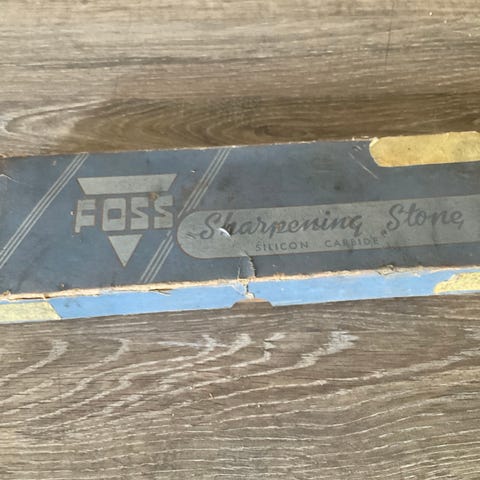 FOSS
Sharpening Stone
SILICON CARBIDE